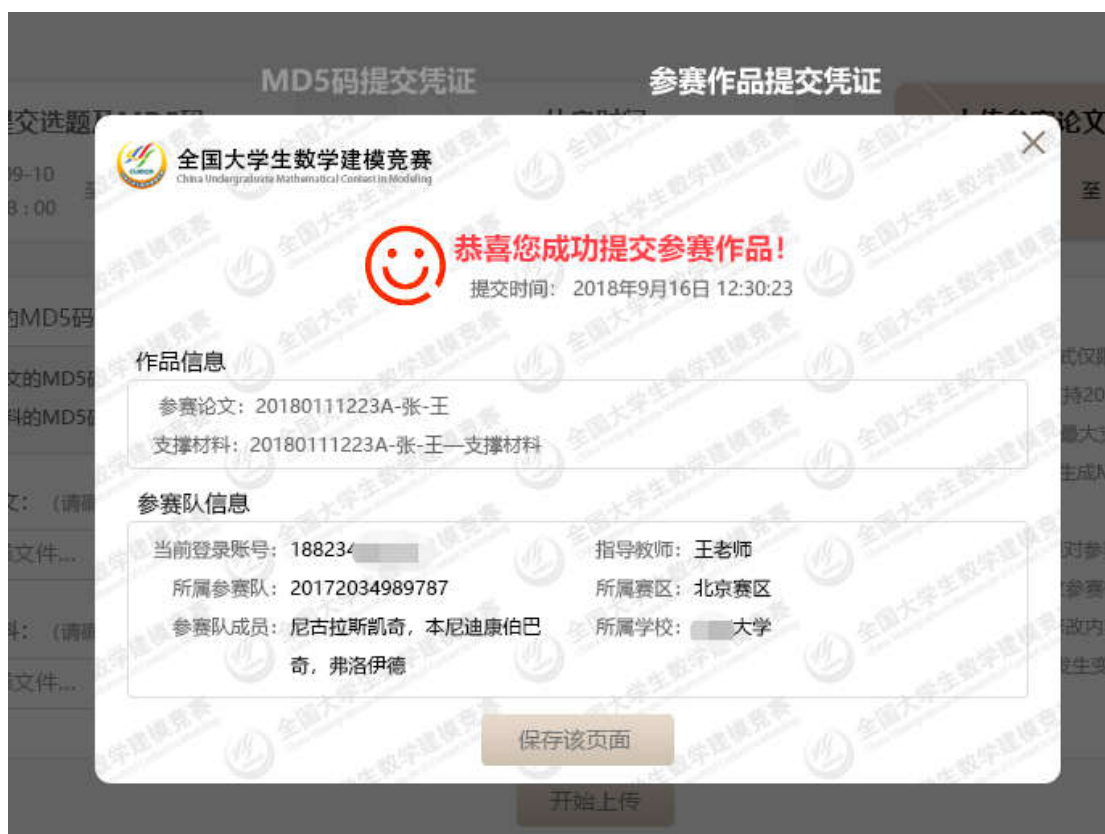 MD5码提交凭证
参赛作品提交凭证
全国大学生数学建模竞赛
China Undergraduate Mathematical Contest in Modeling
恭喜您成功提交参赛作品！
提交时间： 2018年9月16日 12:30:23
作品信息
参赛论文：20180111223A-张-王
支撑材料：20180111223A-张-王—支撑材料
参赛队信息
当前登录账号：188234
指导教师：王老师
所属参赛队：20172034989787
所属赛区：北京赛区
参赛队成员：尼古拉斯凯奇，本尼迪康伯巴
奇，弗洛伊德
所属学校：大学
保存该页面
开始上传